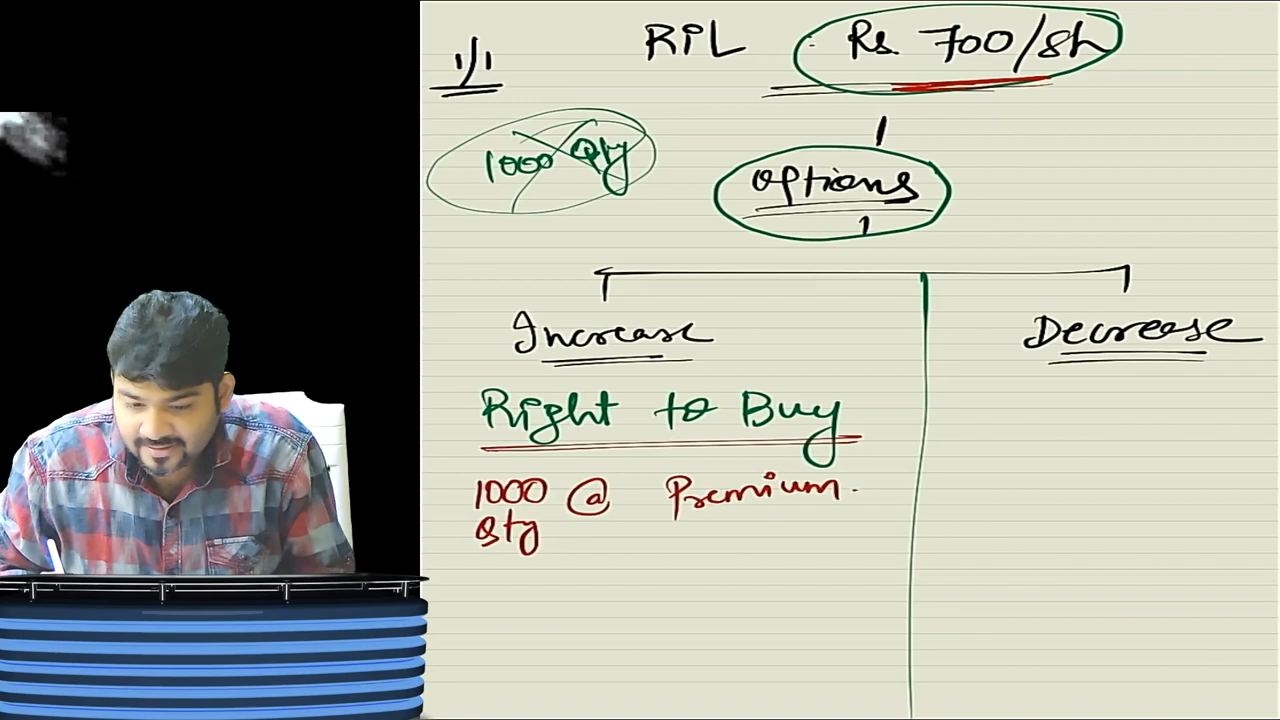 1/1
RIL Rs. 700/sh
1000 Qty
Options
Increase
Decrease
Right to Buy
1000 @ Premium.
Qty